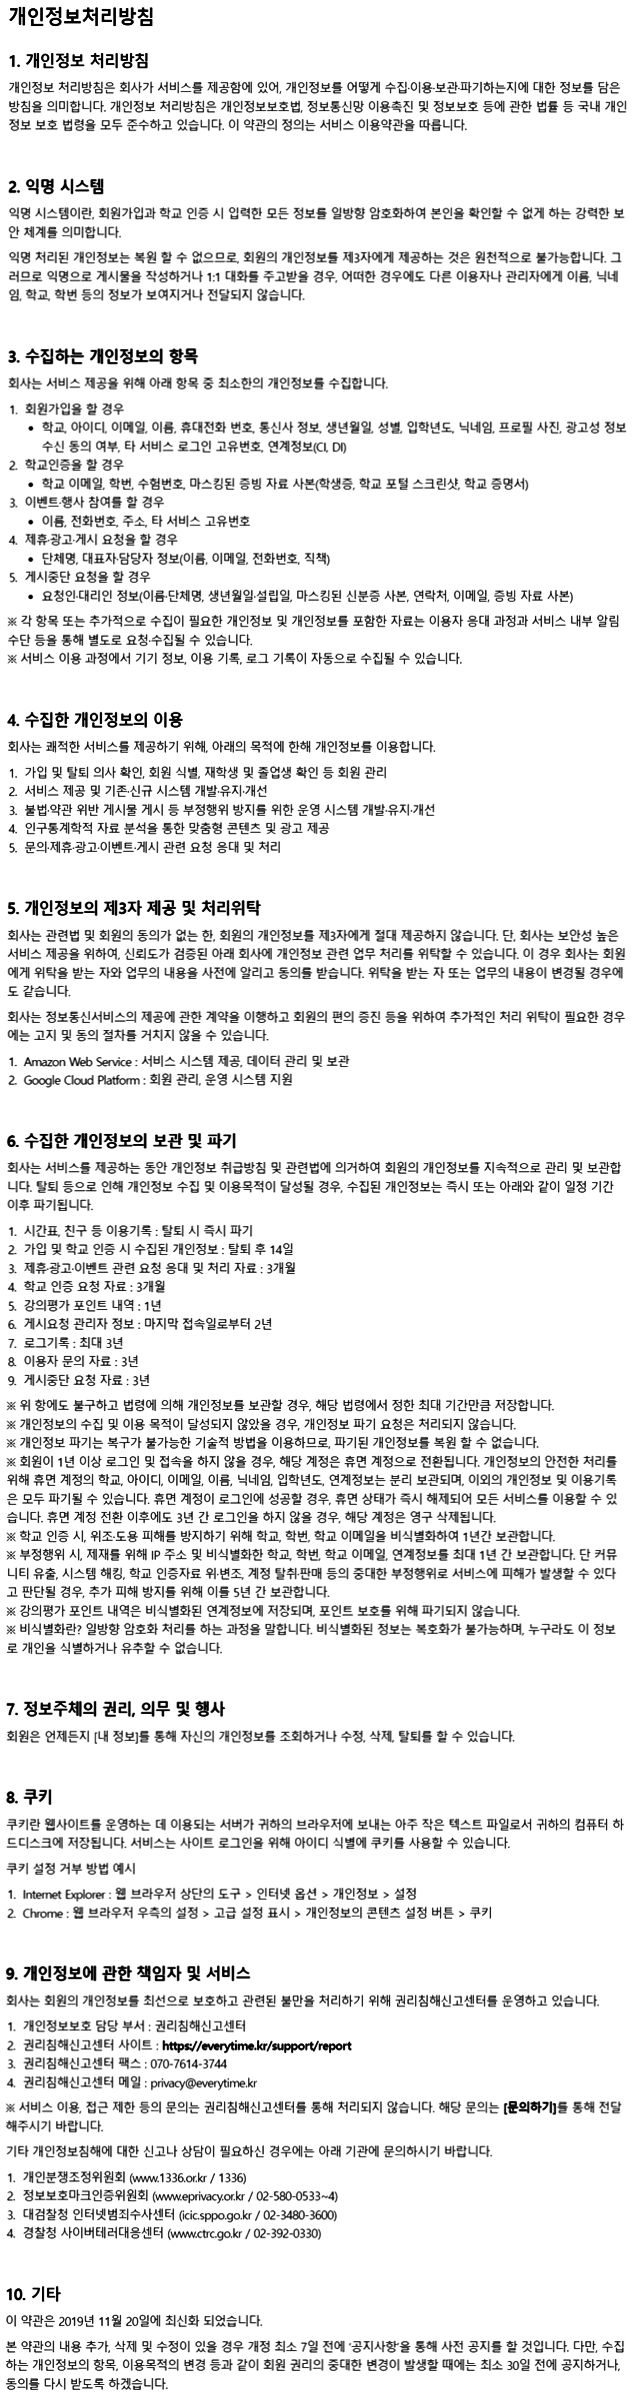 개인정보처리방침
1. 개인정보 처리방침
개인정보 처리방침은 회사가 서비스를 제공함에 있어, 개인정보를 어떻게 수집·이용·보관·파기하는지에 대한 정보를 담은
방침을 의미합니다. 개인정보 처리방침은 개인정보보호법, 정보통신망 이용촉진 및 정보보호 등에 관한 법률 등 국내 개인
정보 보호 법령을 모두 준수하고 있습니다. 이 약관의 정의는 서비스 이용약관을 따릅니다.
2. 익명 시스템
익명 시스템이란, 회원가입과 학교 인증 시 입력한 모든 정보를 일방향 암호화하여 본인을 확인할 수 없게 하는 강력한 보
안 체계를 의미합니다.
익명 처리된 개인정보는 복원 할 수 없으므로, 회원의 개인정보를 제3자에게 제공하는 것은 원천적으로 불가능합니다. 그
러므로 익명으로 게시물을 작성하거나 1:1 대화를 주고받을 경우, 어떠한 경우에도 다른 이용자나 관리자에게 이름, 닉네
임, 학교, 학번 등의 정보가 보여지거나 전달되지 않습니다.
3. 수집하는 개인정보의 항목
회사는 서비스 제공을 위해 아래 항목 중 최소한의 개인정보를 수집합니다.
1. 회원가입을 할 경우
• 학교, 아이디, 이메일, 이름, 휴대전화 번호, 통신사 정보, 생년월일, 성별, 입학년도, 닉네임, 프로필 사진, 광고성 정보
수신 동의 여부, 타 서비스 로그인 고유번호, 연계정보(CI, DI)
2. 학교인증을 할 경우
• 학교 이메일, 학번, 수험번호, 마스킹된 증빙 자료 사본(학생증, 학교 포털 스크린샷, 학교 증명서)
3. 이벤트·행사 참여를 할 경우
• 이름, 전화번호, 주소, 타 서비스 고유번호
4. 제휴·광고·게시 요청을 할 경우
• 단체명, 대표자·담당자 정보(이름, 이메일, 전화번호, 직책)
5. 게시중단 요청을 할 경우
• 요청인·대리인 정보(이름·단체명, 생년월일·설립일, 마스킹된 신분증 사본, 연락처, 이메일, 증빙 자료 사본)
※ 각 항목 또는 추가적으로 수집이 필요한 개인정보 및 개인정보를 포함한 자료는 이용자 응대 과정과 서비스 내부 알림
수단 등을 통해 별도로 요청·수집될 수 있습니다.
※ 서비스 이용 과정에서 기기 정보, 이용 기록, 로그 기록이 자동으로 수집될 수 있습니다.
4. 수집한 개인정보의 이용
회사는 쾌적한 서비스를 제공하기 위해, 아래의 목적에 한해 개인정보를 이용합니다.
1. 가입 및 탈퇴 의사 확인, 회원 식별, 재학생 및 졸업생 확인 등 회원 관리
2. 서비스 제공 및 기존·신규 시스템 개발·유지·개선
3. 불법·약관 위반 게시물 게시 등 부정행위 방지를 위한 운영 시스템 개발·유지·개선
4. 인구통계학적 자료 분석을 통한 맞춤형 콘텐츠 및 광고 제공
5. 문의·제휴·광고·이벤트·게시 관련 요청 응대 및 처리
5. 개인정보의 제3자 제공 및 처리위탁
회사는 관련법 및 회원의 동의가 없는 한, 회원의 개인정보를 제3자에게 절대 제공하지 않습니다. 단, 회사는 보안성 높은
서비스 제공을 위하여, 신뢰도가 검증된 아래 회사에 개인정보 관련 업무 처리를 위탁할 수 있습니다. 이 경우 회사는 회원
에게 위탁을 받는 자와 업무의 내용을 사전에 알리고 동의를 받습니다. 위탁을 받는 자 또는 업무의 내용이 변경될 경우에
도 같습니다.
회사는 정보통신서비스의 제공에 관한 계약을 이행하고 회원의 편의 증진 등을 위하여 추가적인 처리 위탁이 필요한 경우
에는 고지 및 동의 절차를 거치지 않을 수 있습니다.
1. Amazon Web Service : 서비스 시스템 제공, 데이터 관리 및 보관
2. Google Cloud Platform : 회원 관리, 운영 시스템 지원
6. 수집한 개인정보의 보관 및 파기
회사는 서비스를 제공하는 동안 개인정보 취급방침 및 관련법에 의거하여 회원의 개인정보를 지속적으로 관리 및 보관합
니다. 탈퇴 등으로 인해 개인정보 수집 및 이용목적이 달성될 경우, 수집된 개인정보는 즉시 또는 아래와 같이 일정 기간
이후 파기됩니다.
1. 시간표, 친구 등 이용기록 : 탈퇴 시 즉시 파기
2. 가입 및 학교 인증 시 수집된 개인정보 : 탈퇴 후 14일
3. 제휴·광고·이벤트 관련 요청 응대 및 처리 자료 : 3개월
4. 학교 인증 요청 자료 : 3개월
5. 강의평가 포인트 내역 : 1년
6. 게시요청 관리자 정보 : 마지막 접속일로부터 2년
7. 로그기록 : 최대 3년
8. 이용자 문의 자료 : 3년
9. 게시중단 요청 자료 : 3년
※ 위 항에도 불구하고 법령에 의해 개인정보를 보관할 경우, 해당 법령에서 정한 최대 기간만큼 저장합니다.
※ 개인정보의 수집 및 이용 목적이 달성되지 않았을 경우, 개인정보 파기 요청은 처리되지 않습니다.
※ 개인정보 파기는 복구가 불가능한 기술적 방법을 이용하므로, 파기된 개인정보를 복원 할 수 없습니다.
※ 회원이 1년 이상 로그인 및 접속을 하지 않을 경우, 해당 계정은 휴면 계정으로 전환됩니다. 개인정보의 안전한 처리를
위해 휴면 계정의 학교, 아이디, 이메일, 이름, 닉네임, 입학년도, 연계정보는 분리 보관되며, 이외의 개인정보 및 이용기록
은 모두 파기될 수 있습니다. 휴면 계정이 로그인에 성공할 경우, 휴면 상태가 즉시 해제되어 모든 서비스를 이용할 수 있
습니다. 휴면 계정 전환 이후에도 3년 간 로그인을 하지 않을 경우, 해당 계정은 영구 삭제됩니다.
※ 학교 인증 시, 위조·도용 피해를 방지하기 위해 학교, 학번, 학교 이메일을 비식별화하여 1년간 보관합니다.
※ 부정행위 시, 제재를 위해 IP 주소 및 비식별화한 학교, 학번, 학교 이메일, 연계정보를 최대 1년 간 보관합니다. 단 커뮤
니티 유출, 시스템 해킹, 학교 인증자료 위·변조, 계정 탈취·판매 등의 중대한 부정행위로 서비스에 피해가 발생할 수 있다
고 판단될 경우, 추가 피해 방지를 위해 이를 5년 간 보관합니다.
※ 강의평가 포인트 내역은 비식별화된 연계정보에 저장되며, 포인트 보호를 위해 파기되지 않습니다.
※ 비식별화란? 일방향 암호화 처리를 하는 과정을 말합니다. 비식별화된 정보는 복호화가 불가능하며, 누구라도 이 정보
로 개인을 식별하거나 유추할 수 없습니다.
7. 정보주체의 권리, 의무 및 행사
회원은 언제든지 [내 정보]를 통해 자신의 개인정보를 조회하거나 수정, 삭제, 탈퇴를 할 수 있습니다.
8. 쿠키
쿠키란 웹사이트를 운영하는 데 이용되는 서버가 귀하의 브라우저에 보내는 아주 작은 텍스트 파일로서 귀하의 컴퓨터 하
드디스크에 저장됩니다. 서비스는 사이트 로그인을 위해 아이디 식별에 쿠키를 사용할 수 있습니다.
쿠키 설정 거부 방법 예시
1. Internet Explorer : 웹 브라우저 상단의 도구 > 인터넷 옵션 > 개인정보 > 설정
2. Chrome : 웹 브라우저 우측의 설정 > 고급 설정 표시 > 개인정보의 콘텐츠 설정 버튼 > 쿠키
9. 개인정보에 관한 책임자 및 서비스
회사는 회원의 개인정보를 최선으로 보호하고 관련된 불만을 처리하기 위해 권리침해신고센터를 운영하고 있습니다.
1. 개인정보보호 담당 부서 : 권리침해신고센터
2. 권리침해신고센터 사이트 : https://everytime.kr/support/report
3. 권리침해신고센터 팩스 : 070-7614-3744
4. 권리침해신고센터 메일 : privacy@everytime.kr
※ 서비스 이용, 접근 제한 등의 문의는 권리침해신고센터를 통해 처리되지 않습니다. 해당 문의는 [문의하기]를 통해 전달
해주시기 바랍니다.
기타 개인정보침해에 대한 신고나 상담이 필요하신 경우에는 아래 기관에 문의하시기 바랍니다.
1. 개인분쟁조정위원회 (www.1336.or.kr / 1336)
2. 정보보호마크인증위원회 (www.eprivacy.or.kr / 02-580-0533~4)
3. 대검찰청 인터넷범죄수사센터 (icic.sppo.go.kr / 02-3480-3600)
4. 경찰청 사이버테러대응센터 (www.ctrc.go.kr / 02-392-0330)
10. 기타
이 약관은 2019년 11월 20일에 최신화 되었습니다.
본 약관의 내용 추가, 삭제 및 수정이 있을 경우 개정 최소 7일 전에 '공지사항'을 통해 사전 공지를 할 것입니다. 다만, 수집
하는 개인정보의 항목, 이용목적의 변경 등과 같이 회원 권리의 중대한 변경이 발생할 때에는 최소 30일 전에 공지하거나,
동의를 다시 받도록 하겠습니다.